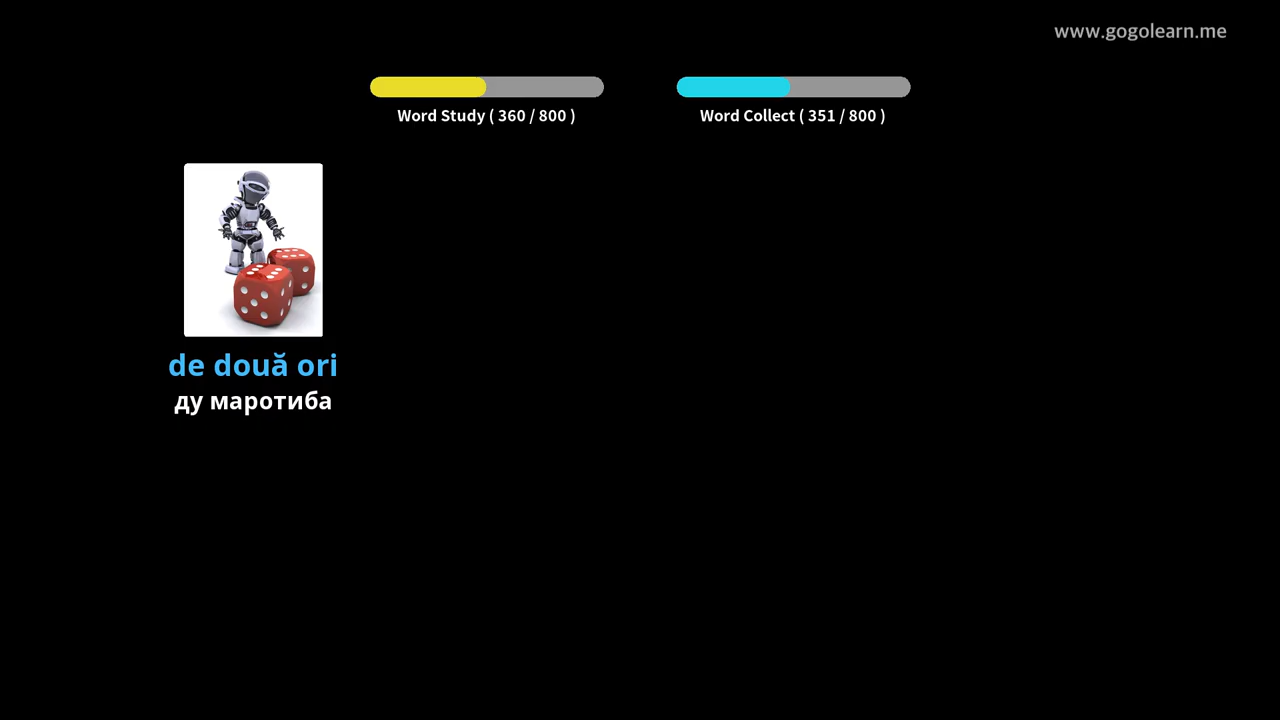 www.gogolearn.me
Word Study ( 360 / 800 )
Word Collect ( 351 / 800 )
de două ori
ду маротиба